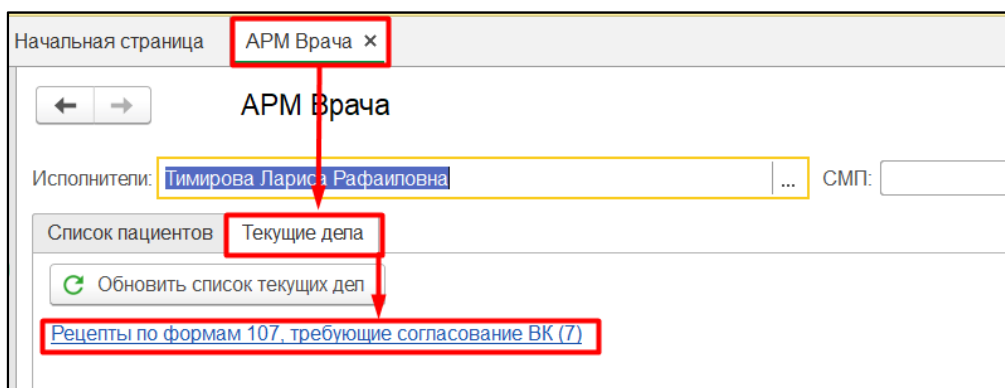 Начальная страница АРМ Врача ×
АРМ Врача
Исполнители: Тимирова Лариса Рафаиловна ... СМП:
Список пациентов Текущие дела
Обновить список текущих дел
Рецепты по формам 107, требующие согласование ВК (7)